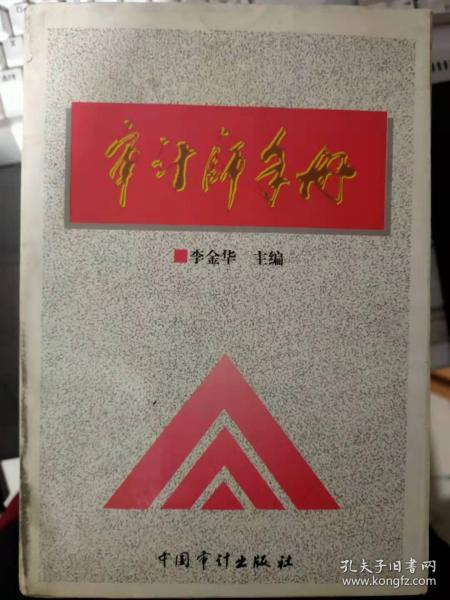 审计师手册
李金华 主编
中国审计出版社
孔夫子旧书网
www.kongfz.com